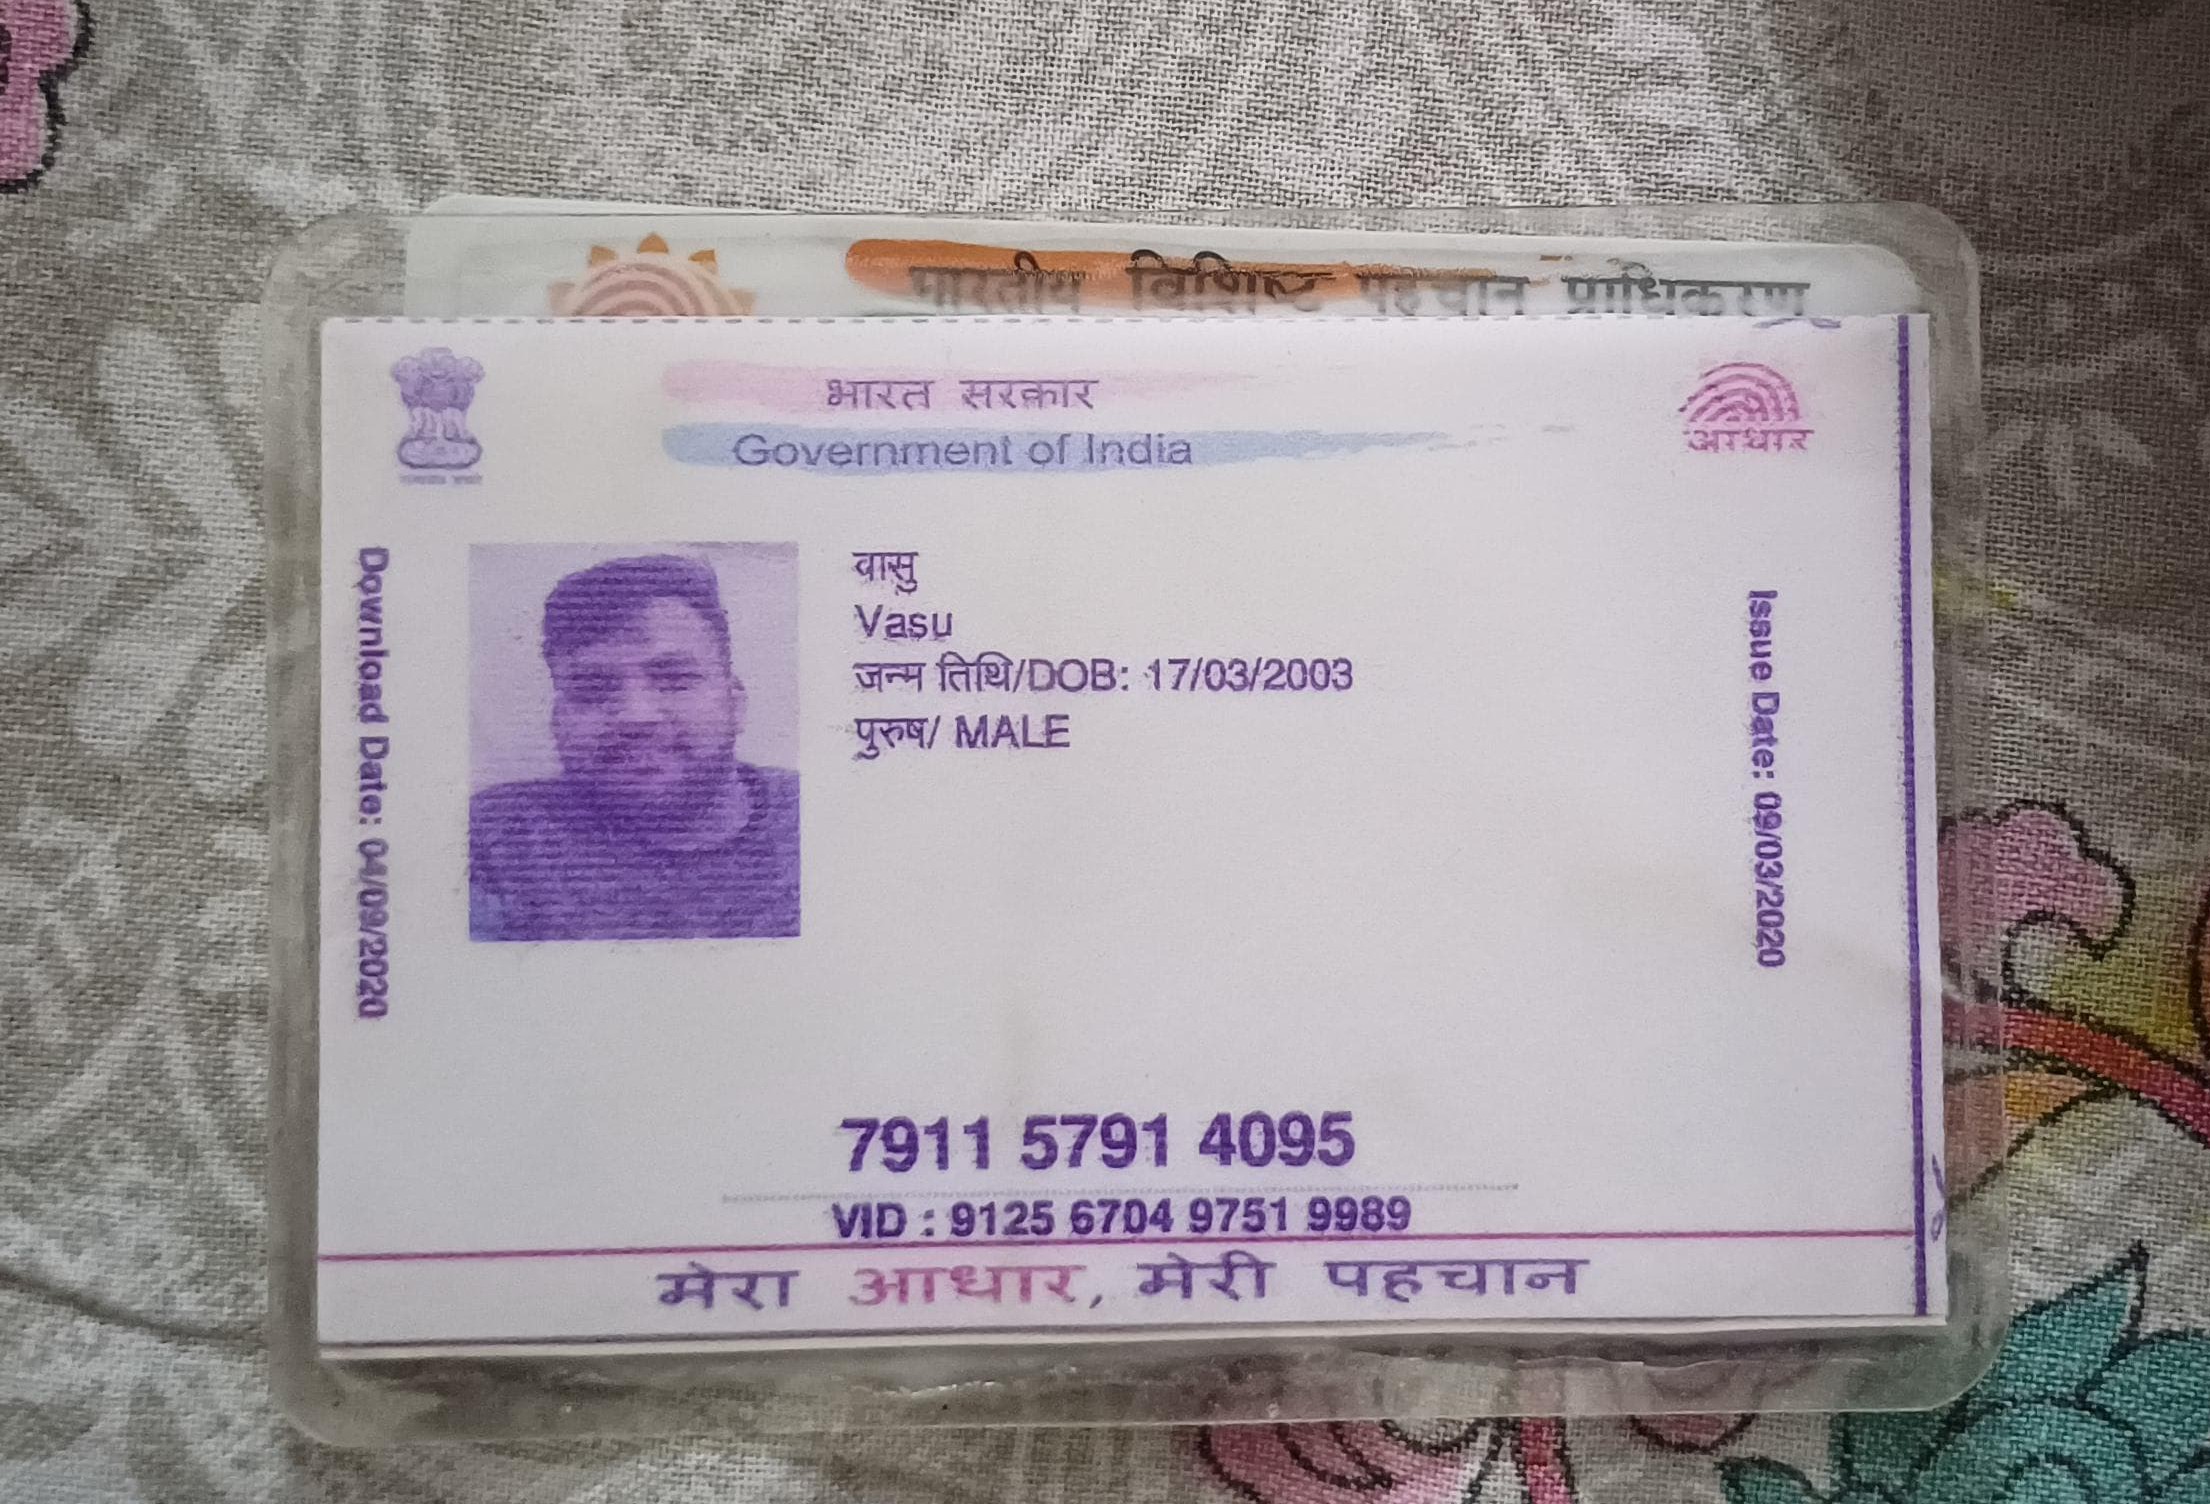 भारतीय विशिष्ट पहचान प्राधिकरण
भारत सरकार
Government of India
आधार
Download Date: 04/09/2020
वासु
Vasu
जन्म तिथि/DOB: 17/03/2003
पुरुष/ MALE
Issue Date: 09/03/2020
7911 5791 4095
VID : 9125 6704 9751 9989
मेरा आधार, मेरी पहचान